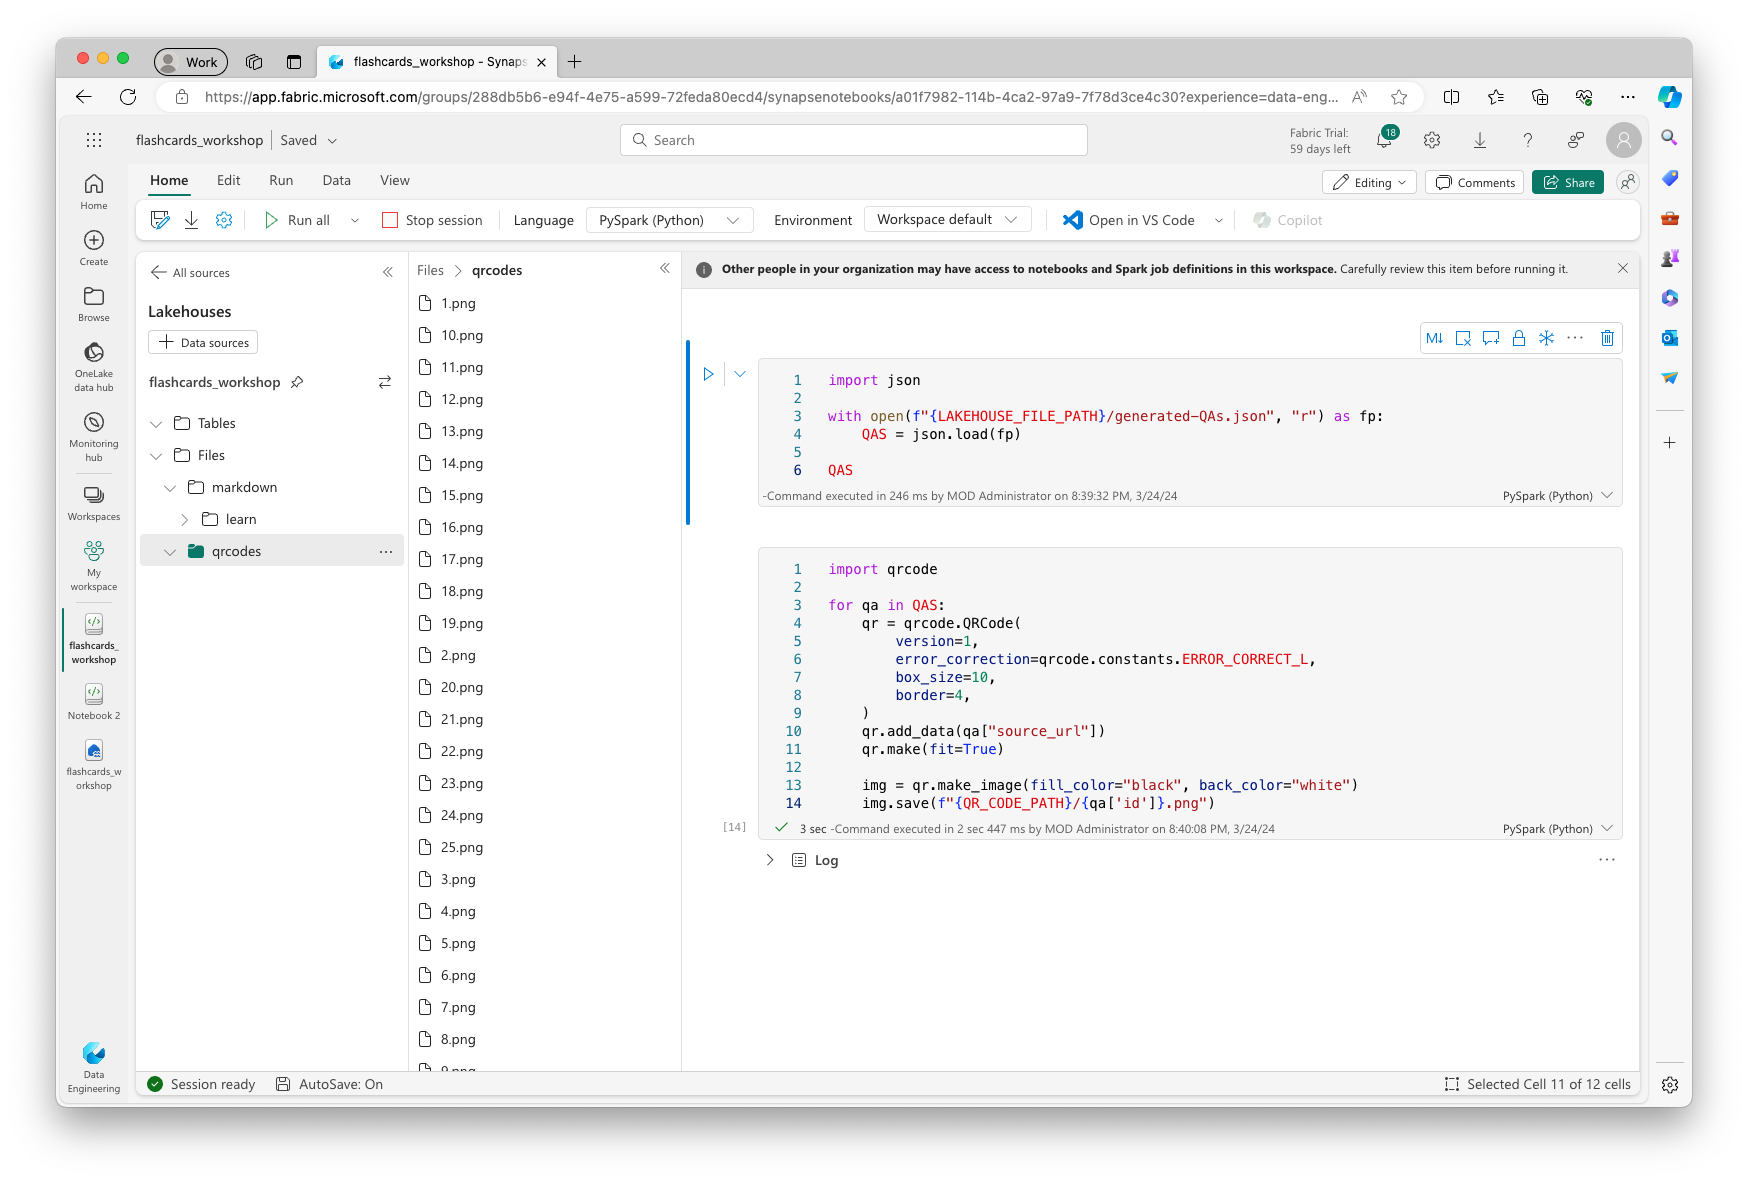 Work
flashcards_workshop - Synaps
https://app.fabric.microsoft.com/groups/288db5b6-e94f-4e75-a599-72feda80ecd4/synapsenotebooks/a01f7982-114b-4ca2-97a9-7f78d3ce4c30?experience=data-eng...
flashcards_workshop
Saved
Search
Fabric Trial:
59 days left
18
Home
Edit
Run
Data
View
Editing
Comments
Share
Run all
Stop session
Language
PySpark (Python)
Environment
Workspace default
Open in VS Code
Copilot
Home
Create
Browse
OneLake
data hub
Monitoring
hub
Workspaces
My
workspace
flashcards_
workshop
Notebook 2
flashcards_w
orkshop
Data
Engineering
All sources
Lakehouses
Data sources
flashcards_workshop
Tables
Files
markdown
learn
qrcodes
Files > qrcodes
1.png
10.png
11.png
12.png
13.png
14.png
15.png
16.png
17.png
18.png
19.png
2.png
20.png
21.png
22.png
23.png
24.png
25.png
3.png
4.png
5.png
6.png
7.png
8.png
9.png
Other people in your organization may have access to notebooks and Spark job definitions in this workspace. Carefully review this item before running it.
M↓
1 import json
2
3 with open(f"{LAKEHOUSE_FILE_PATH}/generated-QAs.json", "r") as fp:
4     QAS = json.load(fp)
5
6 QAS
-Command executed in 246 ms by MOD Administrator on 8:39:32 PM, 3/24/24
PySpark (Python)
1 import qrcode
2
3 for qa in QAS:
4     qr = qrcode.QRCode(
5         version=1,
6         error_correction=qrcode.constants.ERROR_CORRECT_L,
7         box_size=10,
8         border=4,
9     )
10     qr.add_data(qa["source_url"])
11     qr.make(fit=True)
12
13     img = qr.make_image(fill_color="black", back_color="white")
14     img.save(f"{QR_CODE_PATH}/{qa['id']}.png")
[14]
3 sec -Command executed in 2 sec 447 ms by MOD Administrator on 8:40:08 PM, 3/24/24
PySpark (Python)
Log
Session ready
AutoSave: On
Selected Cell 11 of 12 cells